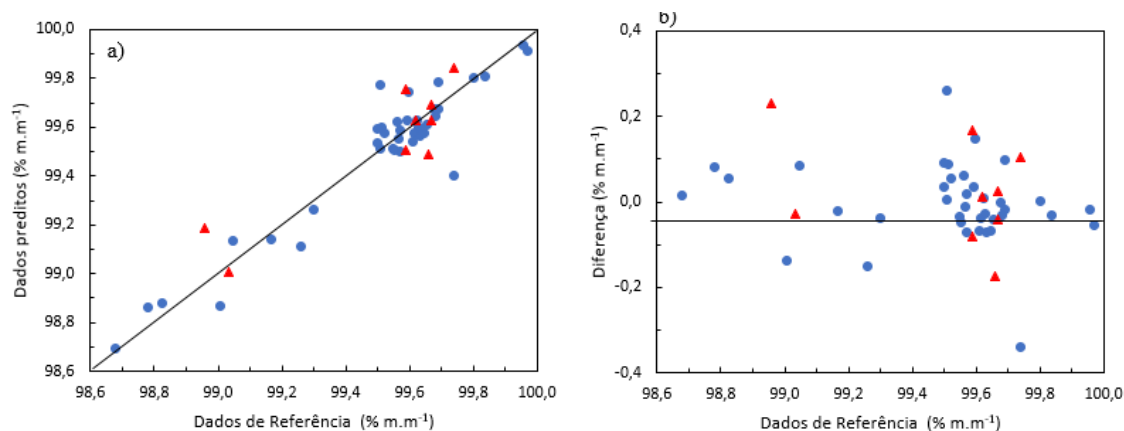 a)
Dados preditos (% m.m⁻¹)
100,0
99,8
99,6
99,4
99,2
99,0
98,8
98,6
98,6 98,8 99,0 99,2 99,4 99,6 99,8 100,0
Dados de Referência (% m.m⁻¹)
b)
Diferença (% m.m⁻¹)
0,4
0,2
0,0
-0,2
-0,4
98,6 98,8 99,0 99,2 99,4 99,6 99,8 100,0
Dados de Referência (% m.m⁻¹)